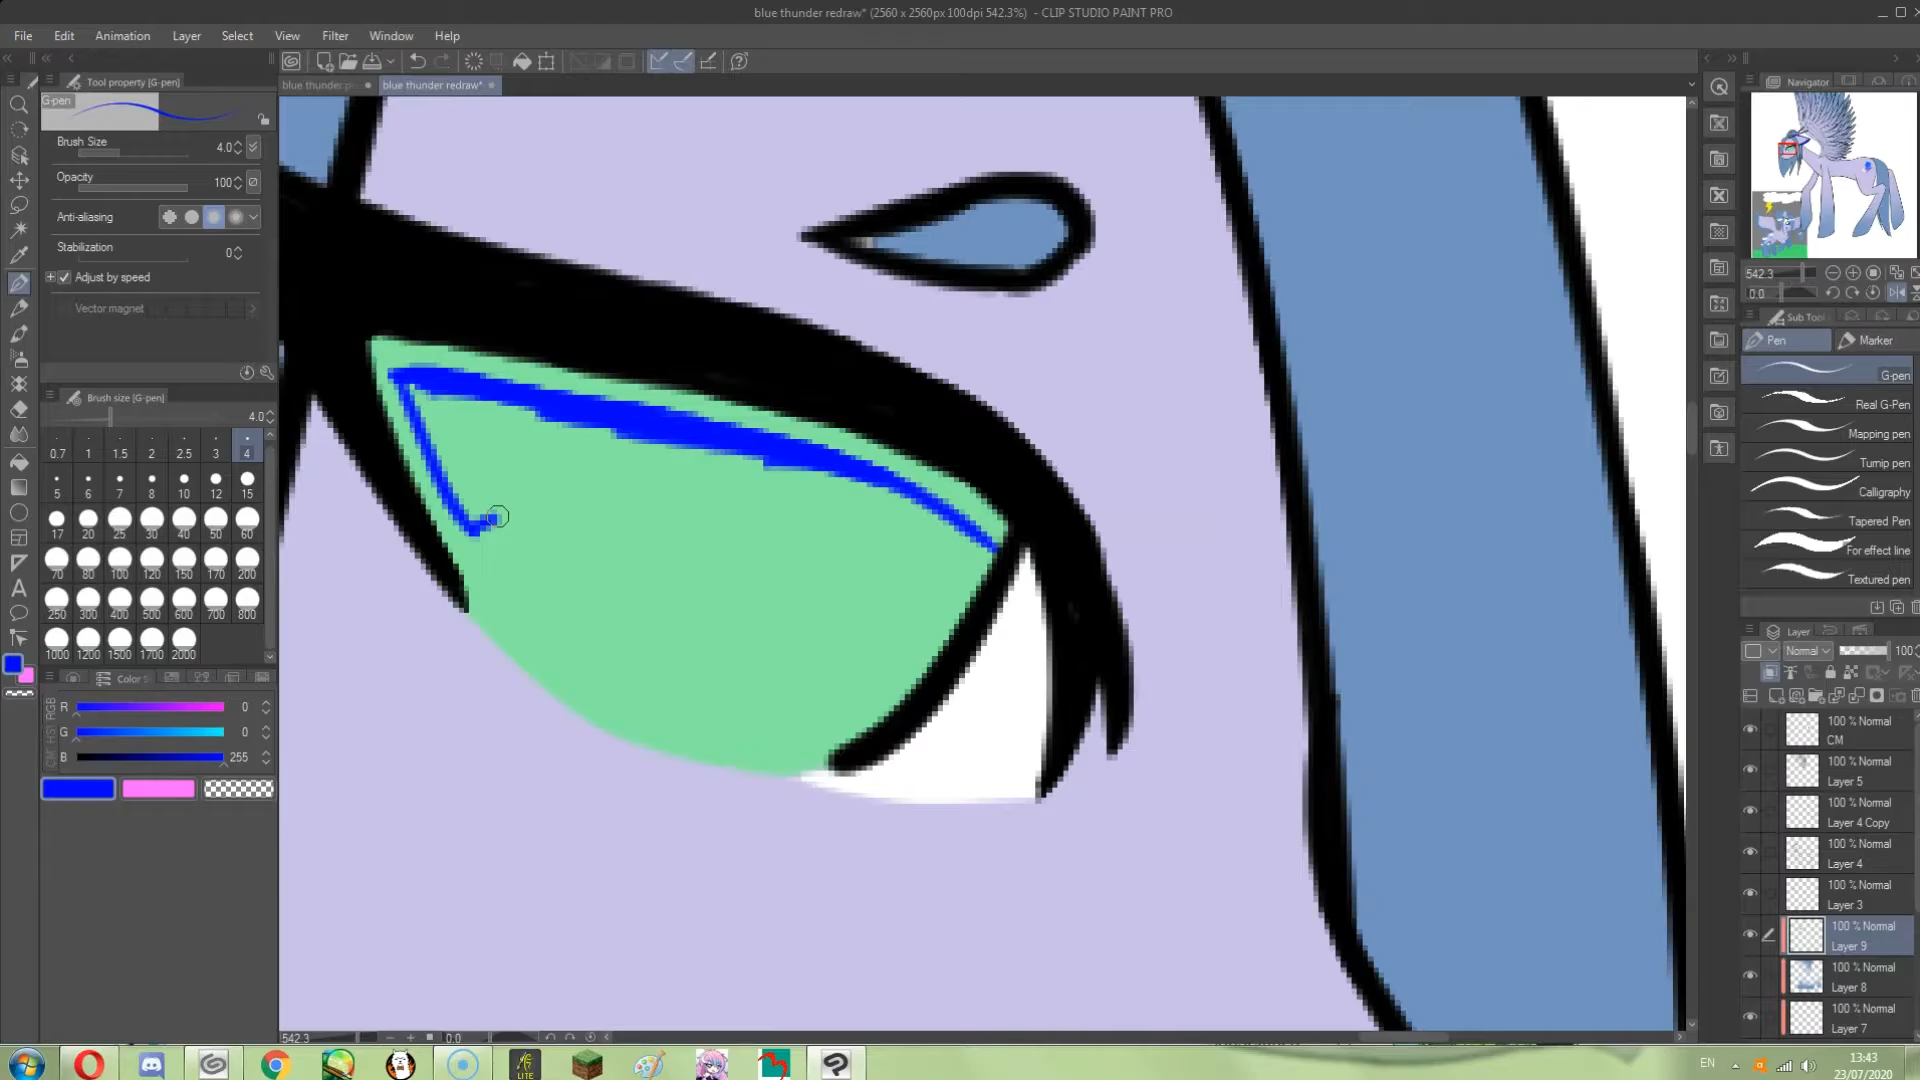 blue thunder redraw* (2560 x 2560px 100dpi 542.3%) - CLIP STUDIO PAINT PRO
File Edit Animation Layer Select View Filter Window Help
Tool property [G-pen]
blue thunder
blue thunder redraw*
Navigator
G-pen
Brush Size 4.0
Opacity 100
Anti-aliasing
Stabilization 0
Adjust by speed
Vector magnet
Brush size [G-pen]
4.0
0.7 1 1.5 2 2.5 3 4
5 6 7 8 10 12 15
17 20 25 30 40 50 60
70 80 100 120 150 170 200
250 300 400 500 600 700 800
1000 1200 1500 1700 2000
RGB
R 0
G 0
B 255
542.3 0.0
542.3
0.0
Sub Tool
Pen Marker
G-pen
Real G-Pen
Mapping pen
Turnip pen
Calligraphy
Tapered Pen
For effect line
Textured pen
Layer
Normal 100
100 % Normal
CM
100 % Normal
Layer 5
100 % Normal
Layer 4 Copy
100 % Normal
Layer 4
100 % Normal
Layer 3
100 % Normal
Layer 9
100 % Normal
Layer 8
100 % Normal
Layer 7
LITE
EN
13:43
23/07/2020